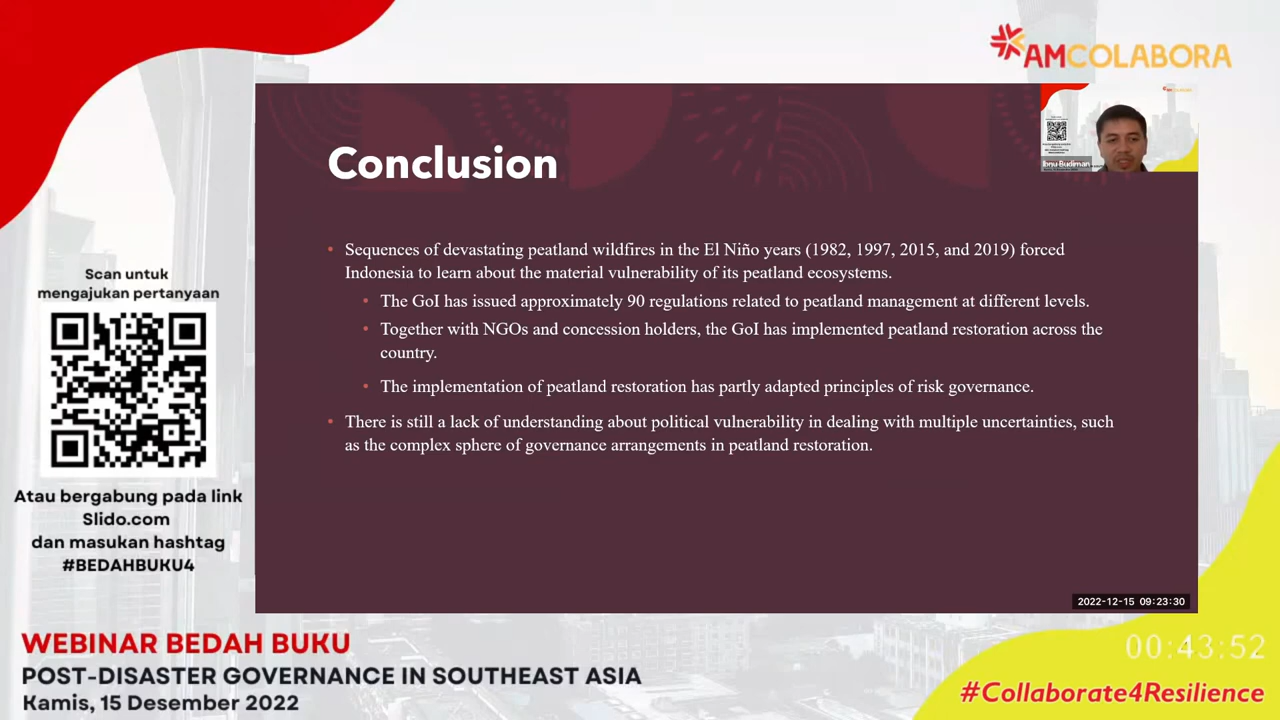 AMCOLABORA
Conclusion
Ibnu Budiman
• Sequences of devastating peatland wildfires in the El Niño years (1982, 1997, 2015, and 2019) forced
Indonesia to learn about the material vulnerability of its peatland ecosystems.
• The GoI has issued approximately 90 regulations related to peatland management at different levels.
• Together with NGOs and concession holders, the GoI has implemented peatland restoration across the
country.
• The implementation of peatland restoration has partly adapted principles of risk governance.
• There is still a lack of understanding about political vulnerability in dealing with multiple uncertainties, such
as the complex sphere of governance arrangements in peatland restoration.
2022-12-15 09:23:30
Scan untuk
mengajukan pertanyaan
Atau bergabung pada link
Slido.com
dan masukan hashtag
#BEDAHBUKU4
WEBINAR BEDAH BUKU
POST-DISASTER GOVERNANCE IN SOUTHEAST ASIA
Kamis, 15 Desember 2022
00:43:52
#Collaborate4Resilience